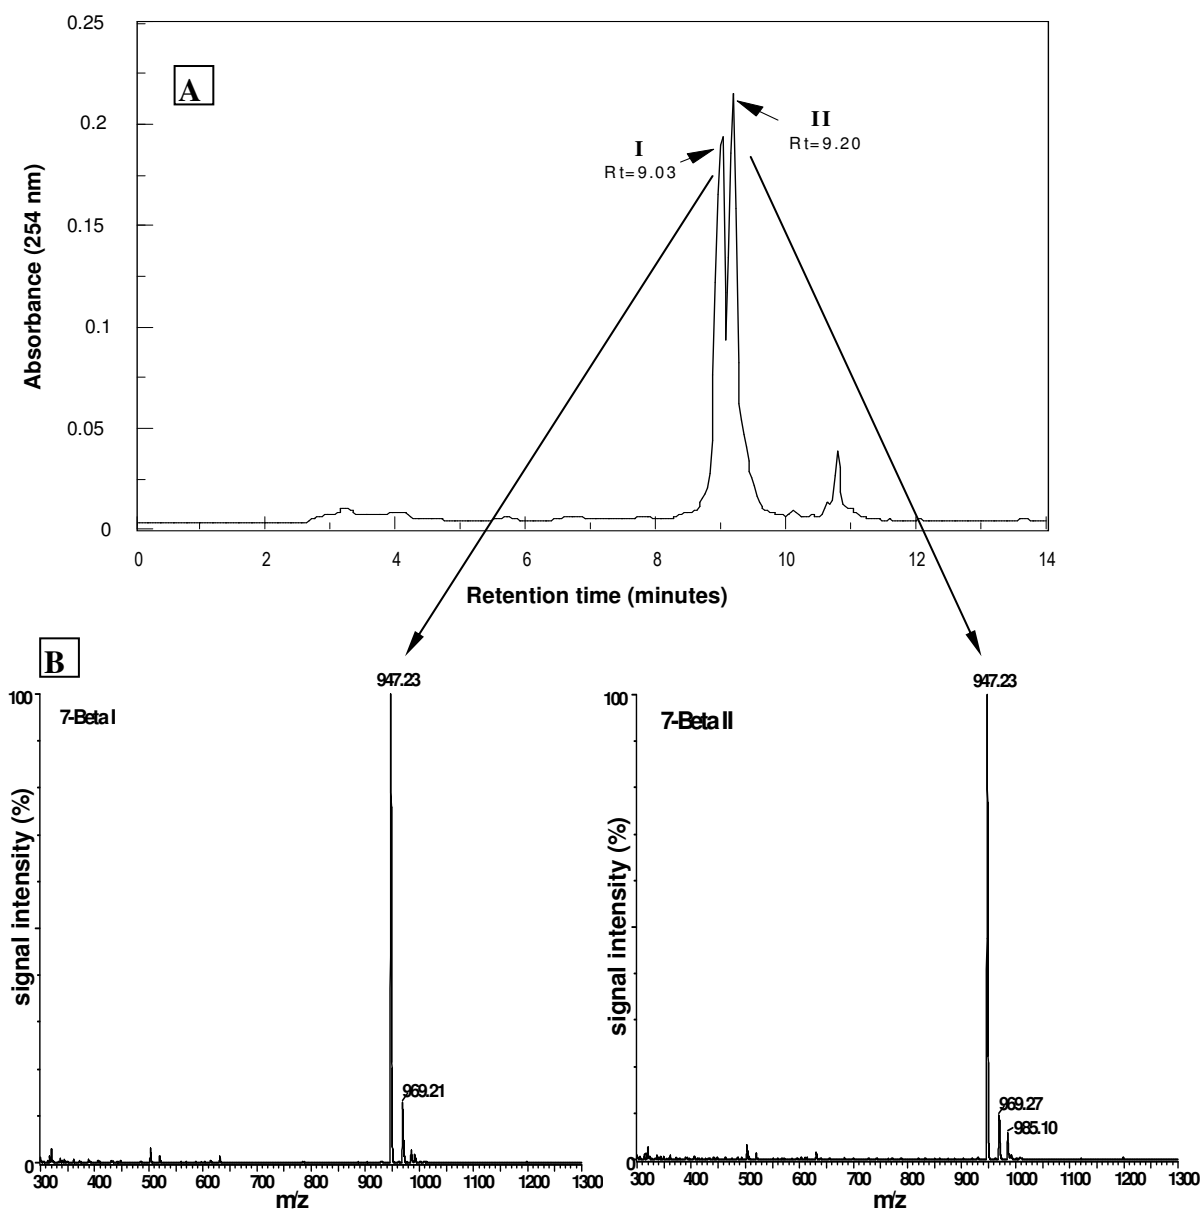 0.25
A
0.2
II
Rt=9.20
I
Rt=9.03
0.15
0.1
0.05
0
Absorbance (254 nm)
0 2 4 6 8 10 12 14
Retention time (minutes)
B
947.23
100
7-Beta I
969.21
signal intensity (%)
0
300 400 500 600 700 800 900 1000 1100 1200 1300
m/z
947.23
100
7-Beta II
969.27
985.10
signal intensity (%)
0
300 400 500 600 700 800 900 1000 1100 1200 1300
m/z